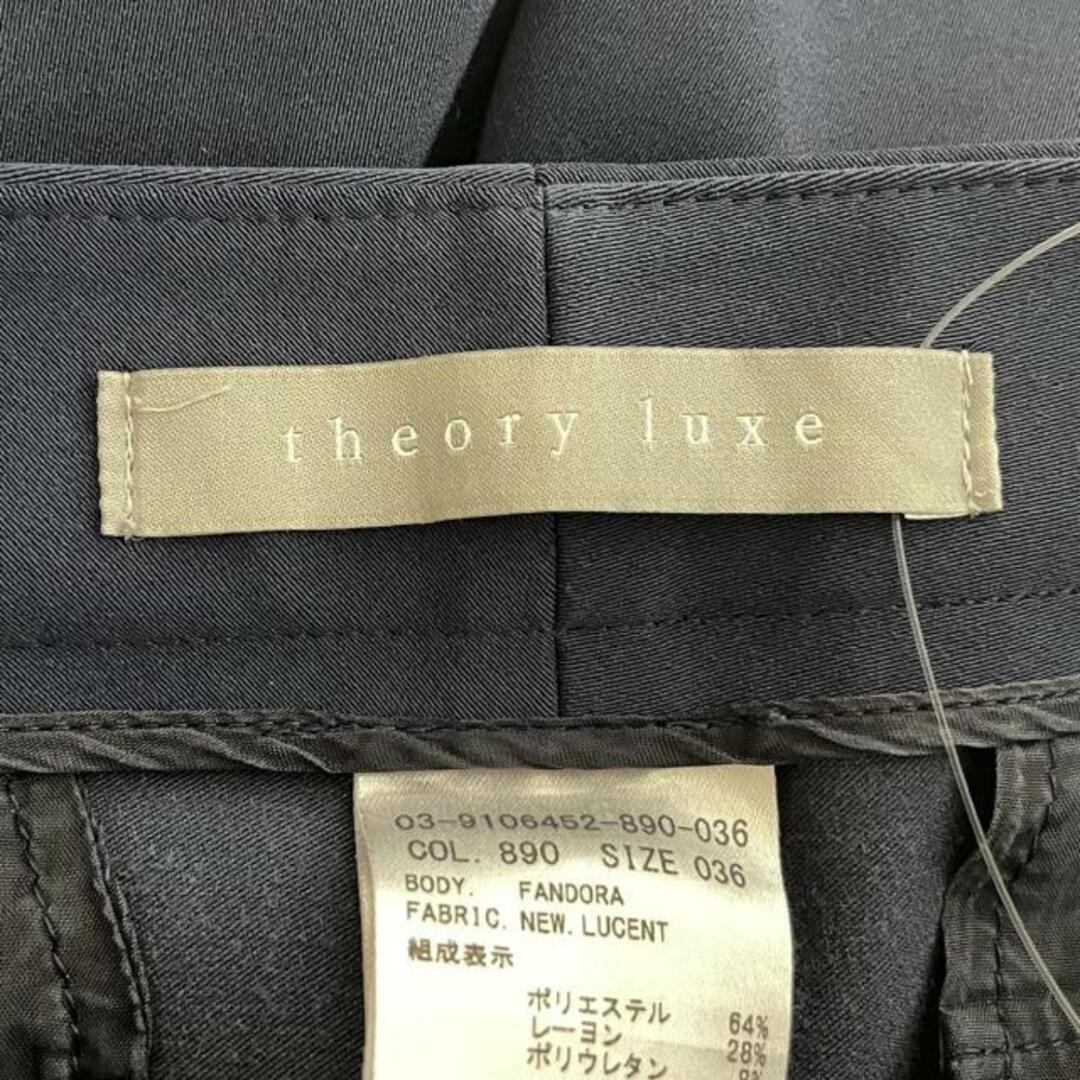 theory luxe
03-9106452-890-036
COL. 890 SIZE 036
BODY. FANDORA
FABRIC. NEW. LUCENT
組成表示
ポリエステル 64%
レーヨン 28%
ポリウレタン 8%